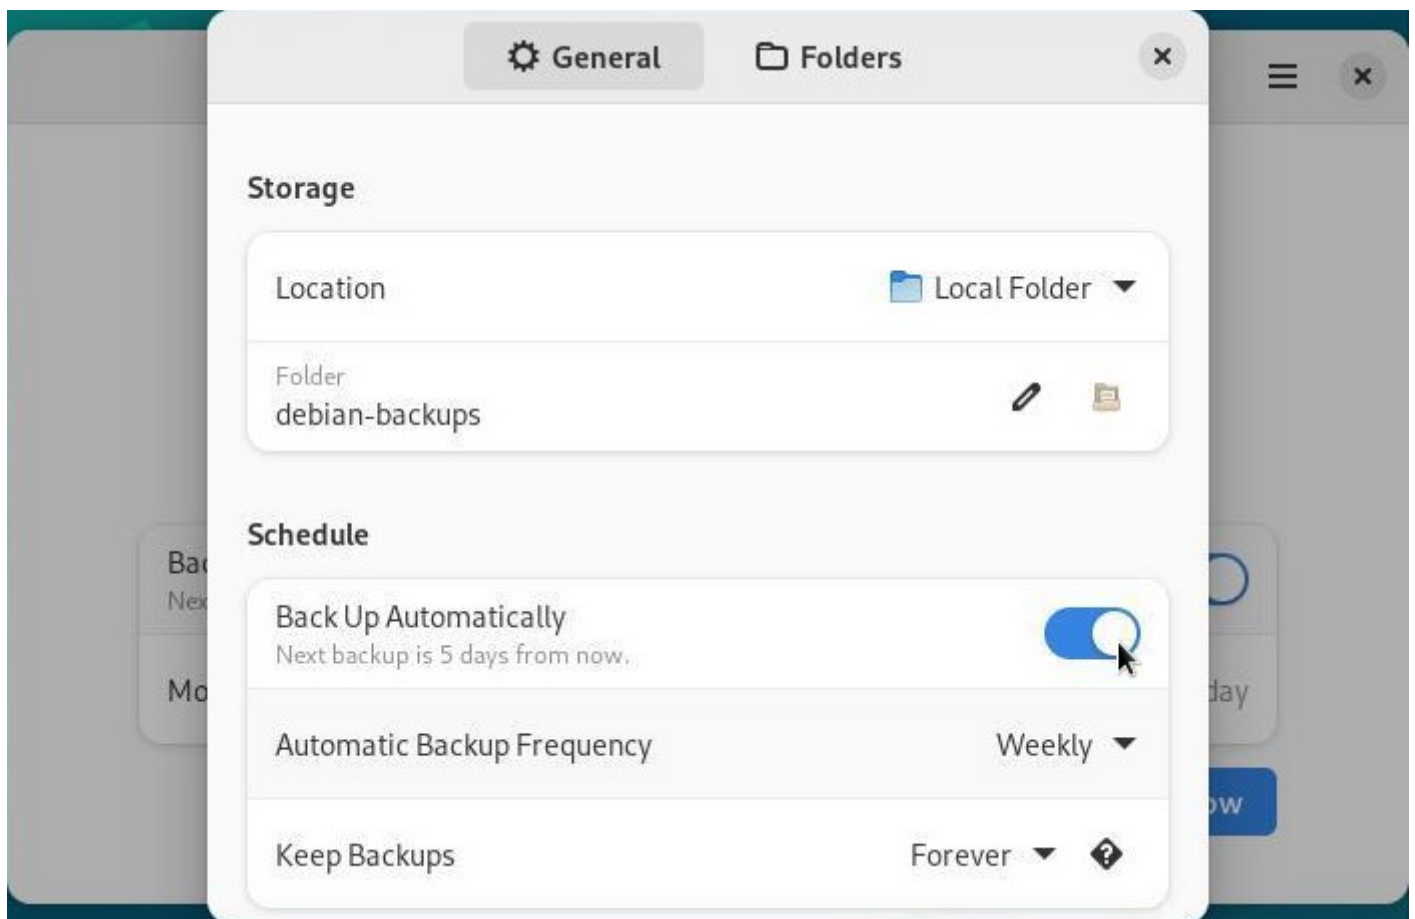 General
Folders
Storage
Location
Local Folder
Folder
debian-backups
Schedule
Back Up Automatically
Next backup is 5 days from now.
Automatic Backup Frequency
Weekly
Keep Backups
Forever